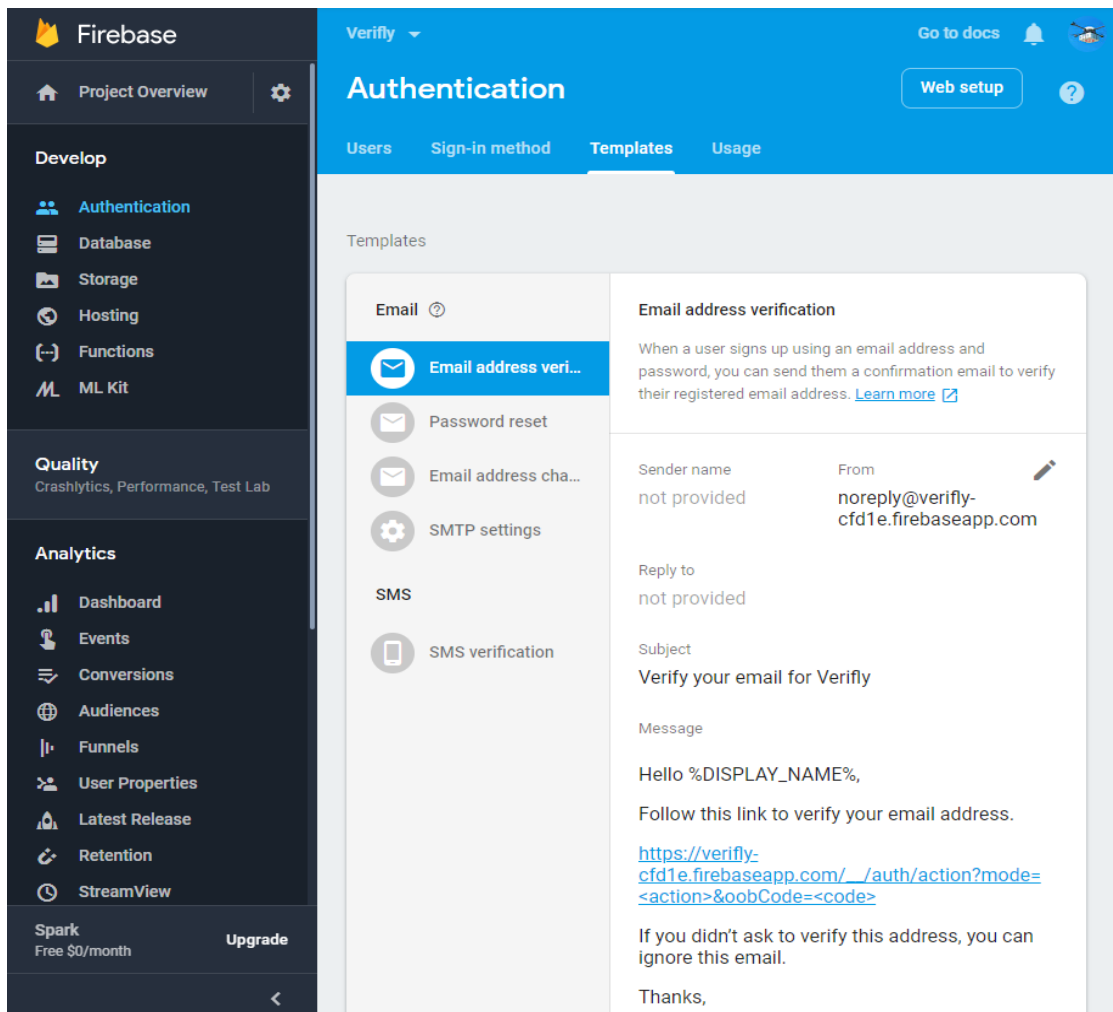 Firebase
Project Overview
Develop
Authentication
Database
Storage
Hosting
Functions
ML Kit
Quality
Crashlytics, Performance, Test Lab
Analytics
Dashboard
Events
Conversions
Audiences
Funnels
User Properties
Latest Release
Retention
StreamView
Spark
Free $0/month
Upgrade
Verifly
Go to docs
Authentication
Web setup
Users
Sign-in method
Templates
Usage
Templates
Email
Email address veri...
Password reset
Email address cha...
SMTP settings
SMS
SMS verification
Email address verification
When a user signs up using an email address and
password, you can send them a confirmation email to verify
their registered email address. Learn more
Sender name
not provided
From
noreply@verifly-
cfd1e.firebaseapp.com
Reply to
not provided
Subject
Verify your email for Verifly
Message
Hello %DISPLAY_NAME%,
Follow this link to verify your email address.
https://verifly-
cfd1e.firebaseapp.com/__/auth/action?mode=
<action>&oobCode=<code>
If you didn’t ask to verify this address, you can
ignore this email.
Thanks,